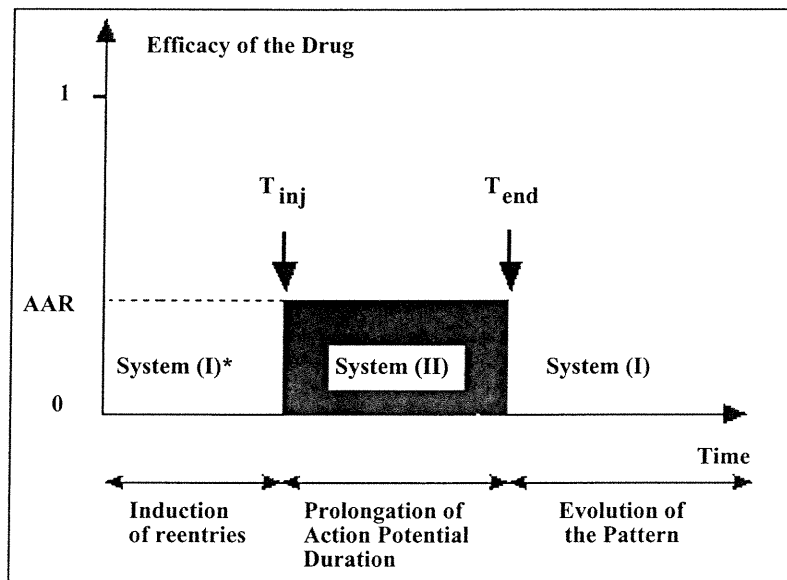 Efficacy of the Drug
1
T inj
T end
AAR
System (I)*
System (II)
System (I)
0
Time
Induction
of reentries
Prolongation of
Action Potential
Duration
Evolution of
the Pattern